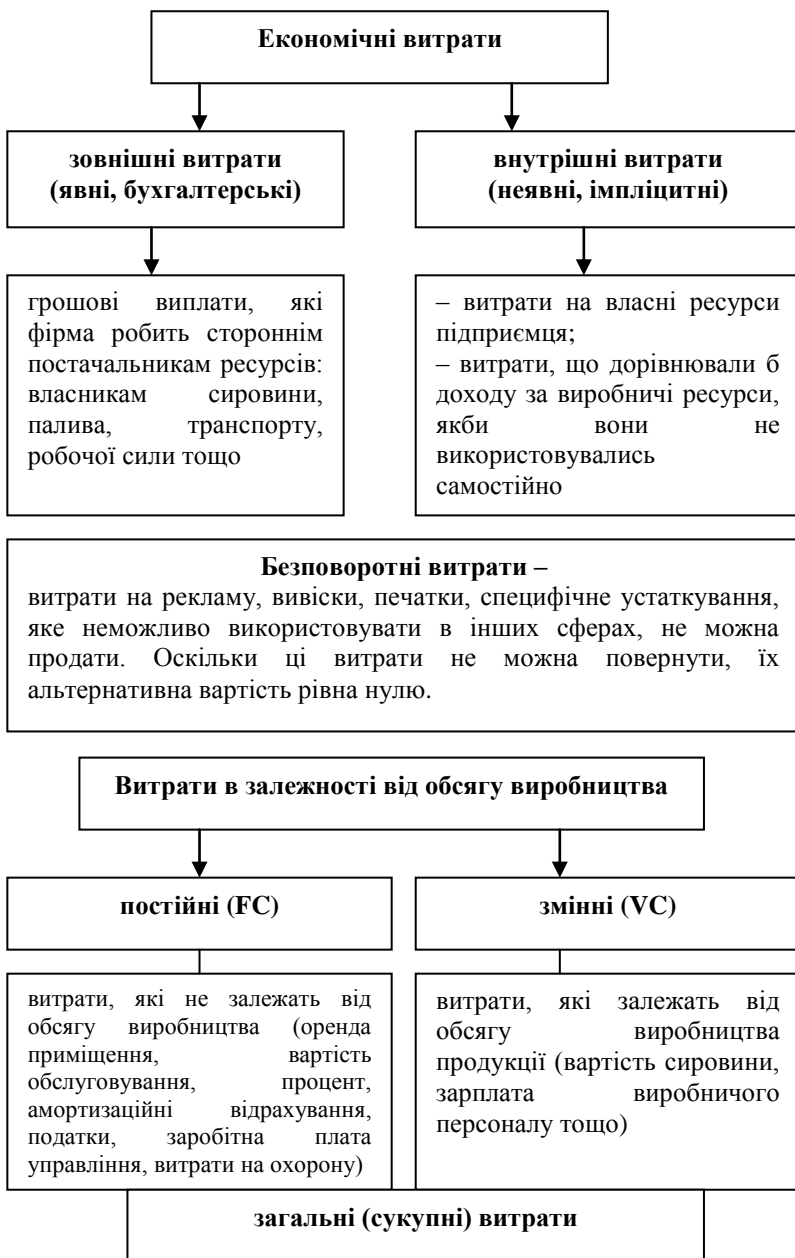 Економічні витрати
зовнішні витрати
(явні, бухгалтерські)
внутрішні витрати
(неявні, імпліцитні)
грошові виплати, які
фірма робить стороннім
постачальникам ресурсів:
власникам сировини,
палива, транспорту,
робочої сили тощо
– витрати на власні ресурси
підприємця;
– витрати, що дорівнювали б
доходу за виробничі ресурси,
якби вони не
використовувались
самостійно
Безповоротні витрати –
витрати на рекламу, вивіски, печатки, специфічне устаткування,
яке неможливо використовувати в інших сферах, не можна
продати. Оскільки ці витрати не можна повернути, їх
альтернативна вартість рівна нулю.
Витрати в залежності від обсягу виробництва
постійні (FC)
змінні (VC)
витрати, які не залежать від
обсягу виробництва (оренда
приміщення, вартість
обслуговування, процент,
амортизаційні відрахування,
податки, заробітна плата
управління, витрати на охорону)
витрати, які залежать від
обсягу виробництва
продукції (вартість сировини,
зарплата виробничого
персоналу тощо)
загальні (сукупні) витрати